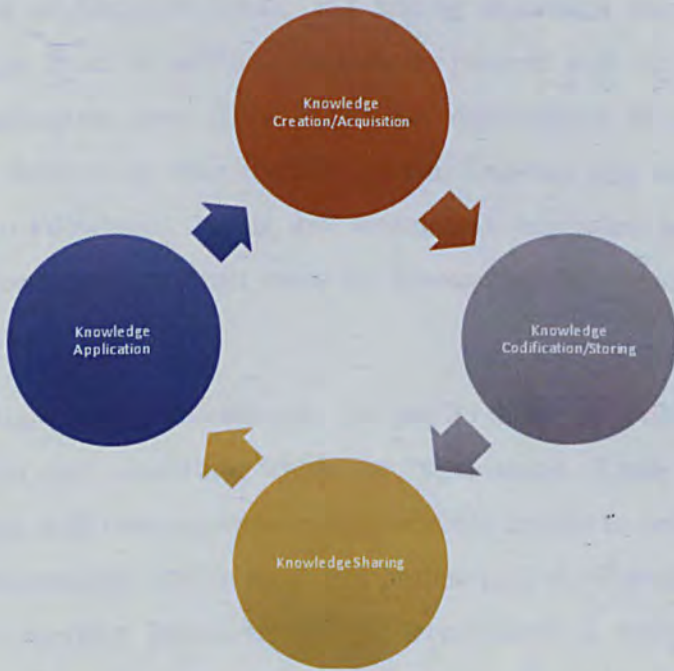 Knowledge
Creation/Acquisition
Knowledge
Codification/Storing
KnowledgeSharing
Knowledge
Application